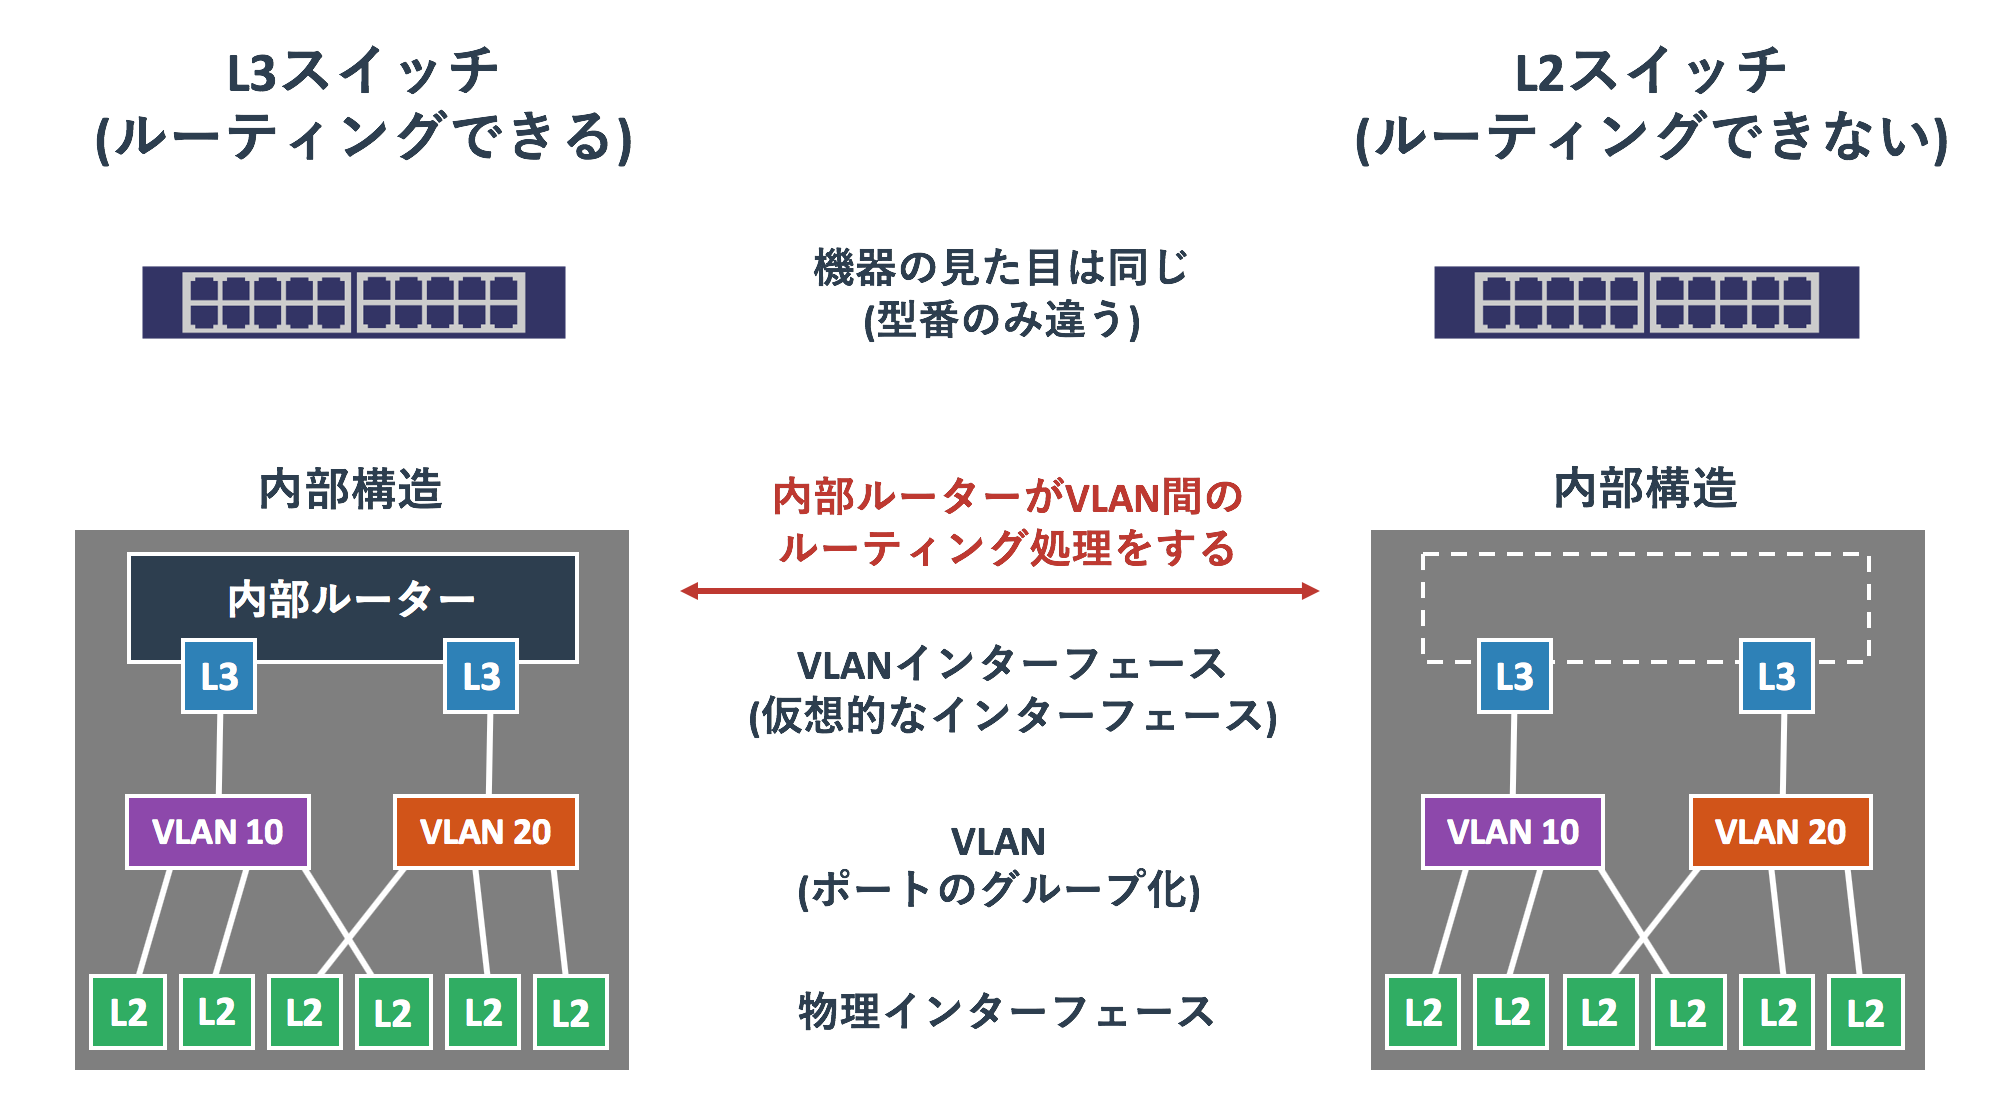 L3スイッチ
(ルーティングできる)
L2スイッチ
(ルーティングできない)
機器の見た目は同じ
(型番のみ違う)
内部構造
内部ルーターがVLAN間の
ルーティング処理をする
内部構造
内部ルーター
L3
L3
VLANインターフェース
(仮想的なインターフェース)
L3
L3
VLAN 10
VLAN 20
VLAN
(ポートのグループ化)
VLAN 10
VLAN 20
L2
L2
L2
L2
L2
L2
物理インターフェース
L2
L2
L2
L2
L2
L2